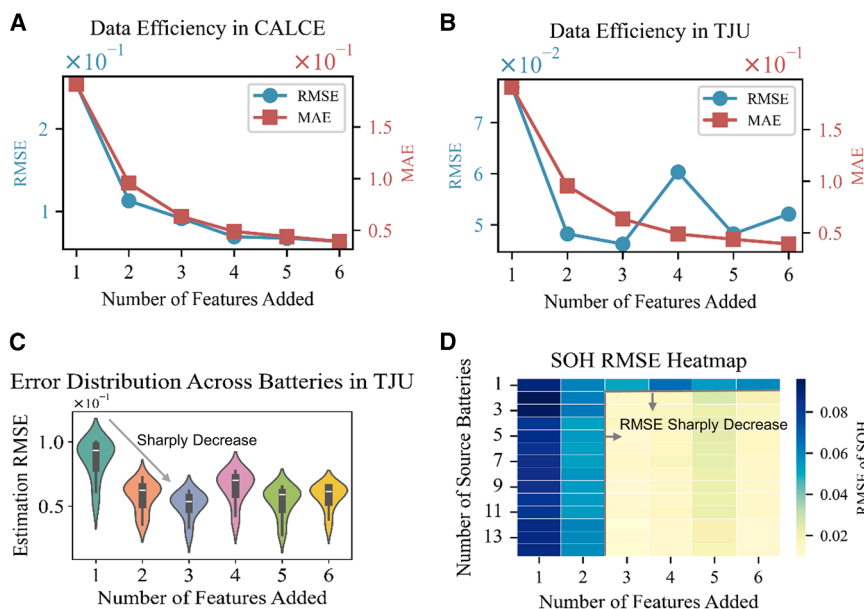 A
Data Efficiency in CALCE
×10⁻¹
×10⁻¹
RMSE
MAE
2
1
1.5
1.0
0.5
RMSE
MAE
1 2 3 4 5 6
Number of Features Added
B
Data Efficiency in TJU
×10⁻²
×10⁻¹
RMSE
MAE
7
6
5
1.5
1.0
0.5
RMSE
MAE
1 2 3 4 5 6
Number of Features Added
C
Error Distribution Across Batteries in TJU
×10⁻¹
Sharply Decrease
1.0
0.5
Estimation RMSE
1 2 3 4 5 6
Number of Features Added
D
SOH RMSE Heatmap
1
3
5
7
9
11
13
Number of Source Batteries
RMSE Sharply Decrease
1 2 3 4 5 6
Number of Features Added
0.08
0.06
0.04
0.02
RMSE of SOH